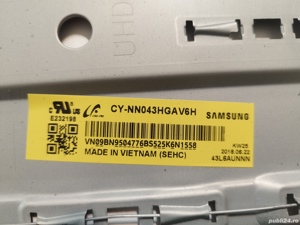 UHD
CY-NN043HGAV6H
SAMSUNG
E232198
VN09BN9504776BS525K6N1558
KW25
2018.06.22
MADE IN VIETNAM (SEHC)
43L6AUNNN
publi24.ro